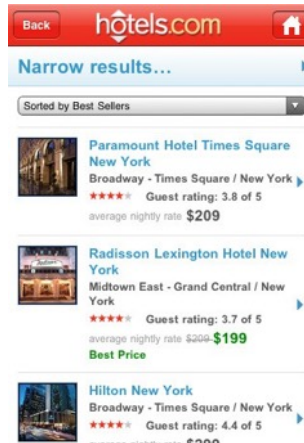 Back
hotels.com
Narrow results...
Sorted by Best Sellers
Paramount Hotel Times Square
New York
Broadway - Times Square / New York
Guest rating: 3.8 of 5
average nightly rate $209
Radisson Lexington Hotel New
York
Midtown East - Grand Central / New
York
Guest rating: 3.7 of 5
average nightly rate $209 $199
Best Price
Hilton New York
Broadway - Times Square / New York
Guest rating: 4.4 of 5